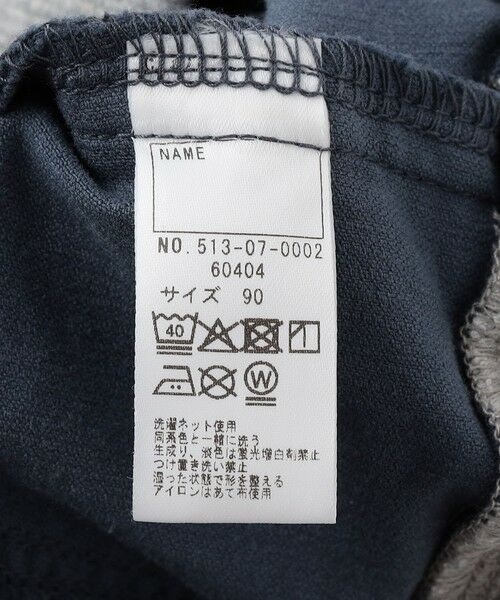 NAME
NO. 513-07-0002
60404
サイズ 90
40
W
洗濯ネット使用
同系色と一緒に洗う
生成り、淡色は蛍光増白剤禁止
つけ置き洗い禁止
湿った状態で形を整える
アイロンはあて布使用